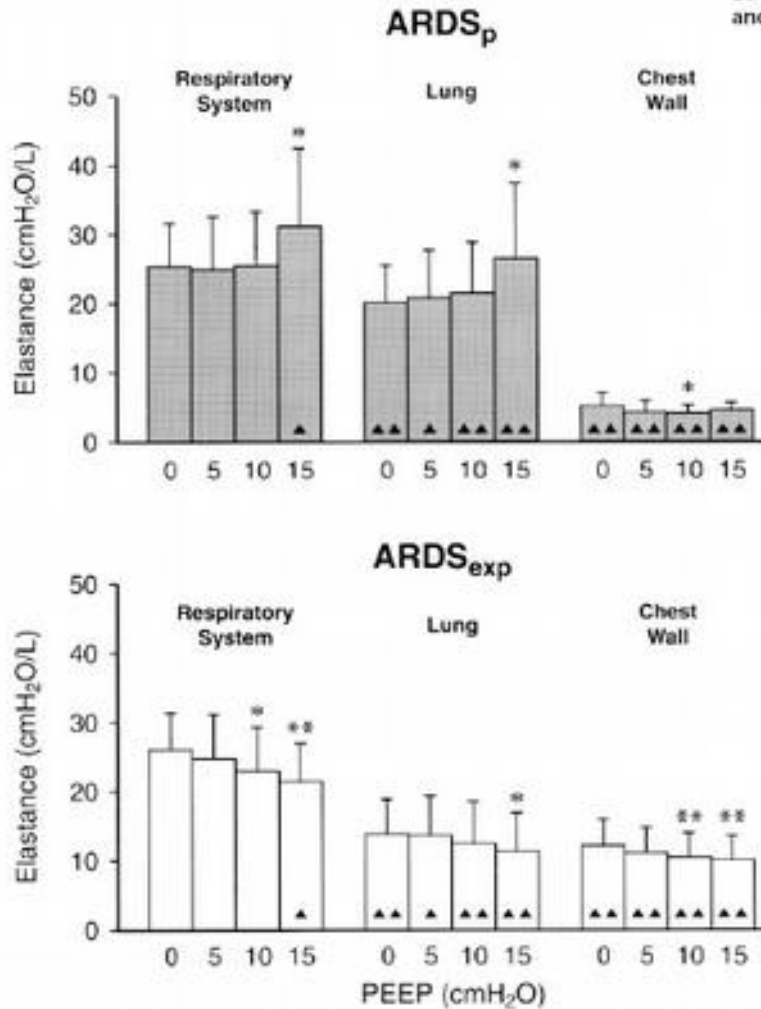 and
ARDSp
Respiratory System
Lung
Chest Wall
50
40
30
20
10
0
Elastance (cmH2O/L)
*
*
*
▲
▲▲ ▲ ▲▲ ▲▲
▲▲ ▲▲ ▲▲ ▲▲
0 5 10 15 0 5 10 15 0 5 10 15
ARDSexp
Respiratory System
Lung
Chest Wall
50
40
30
20
10
0
Elastance (cmH2O/L)
* **
*
** **
▲
▲▲ ▲ ▲▲ ▲▲
▲▲ ▲▲ ▲▲ ▲▲
0 5 10 15 0 5 10 15 0 5 10 15
PEEP (cmH2O)